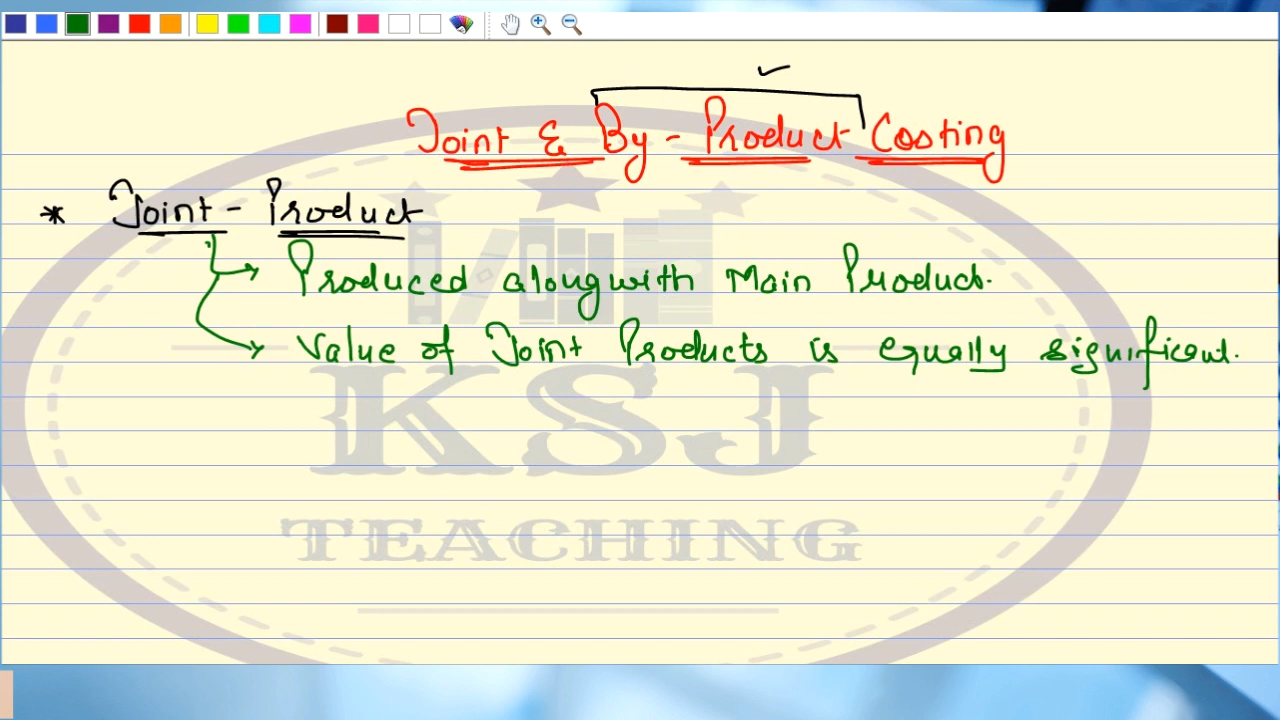 Joint & By-Product Costing
* Joint-Product
Produced alongwith Main Product.
Value of Joint Products is equally significant.
KSJ
TEACHING